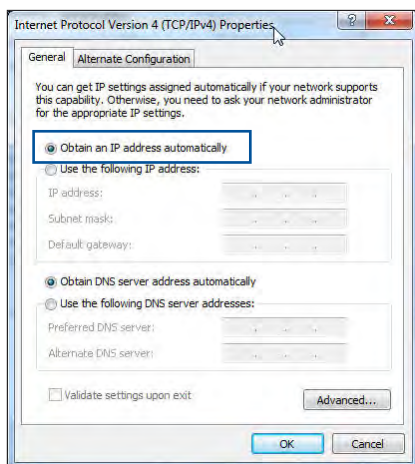 Internet Protocol Version 4 (TCP/IPv4) Properties
General
Alternate Configuration
You can get IP settings assigned automatically if your network supports
this capability. Otherwise, you need to ask your network administrator
for the appropriate IP settings.
Obtain an IP address automatically
Use the following IP address:
IP address:
Subnet mask:
Default gateway:
Obtain DNS server address automatically
Use the following DNS server addresses:
Preferred DNS server:
Alternate DNS server:
Validate settings upon exit
Advanced...
OK
Cancel